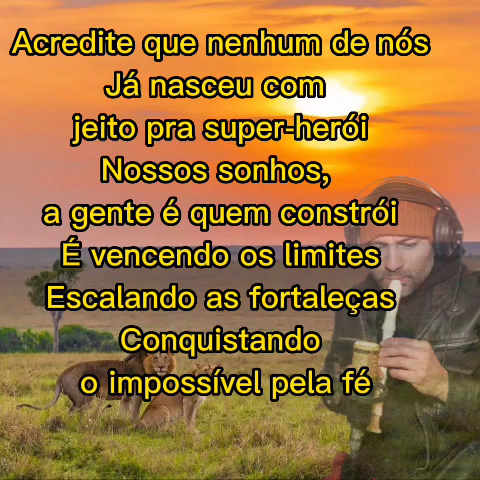 Acredite que nenhum de nós
Já nasceu com
jeito pra super-herói
Nossos sonhos,
a gente é quem constrói
É vencendo os limites
Escalando as fortaleças
Conquistando
o impossível pela fé